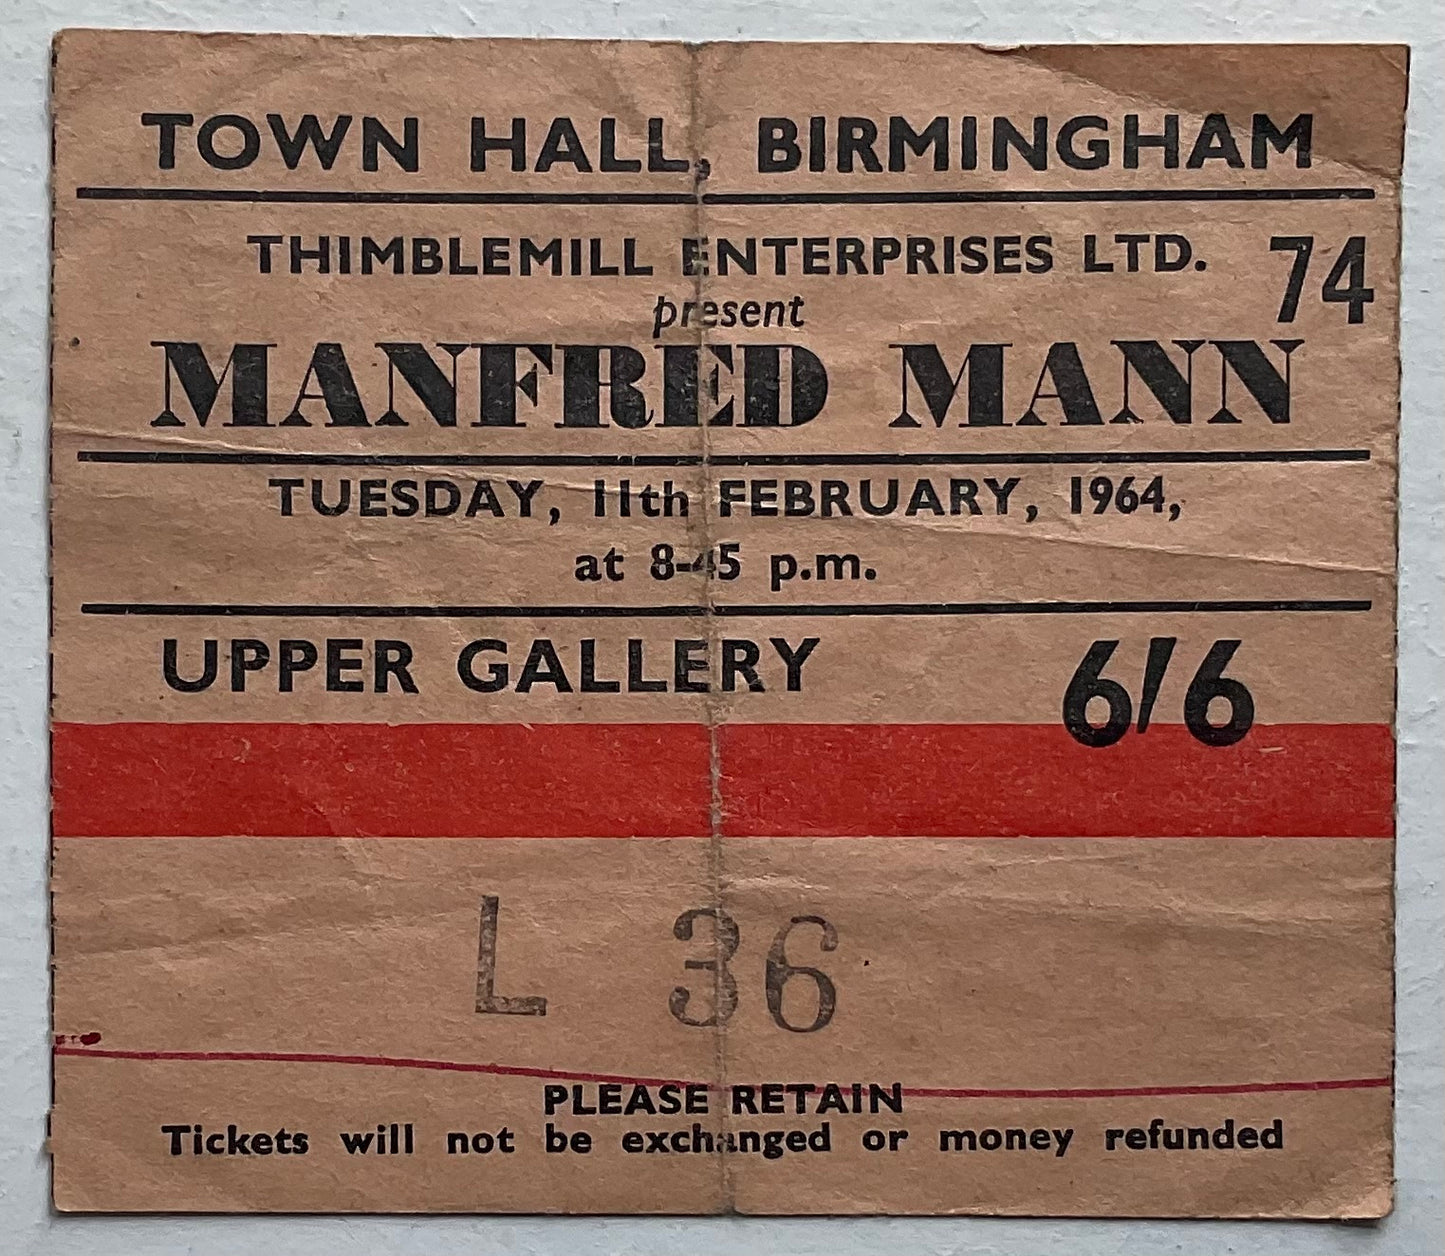 TOWN HALL, BIRMINGHAM
THIMBLEMILL ENTERPRISES LTD. 74
present
MANFRED MANN
TUESDAY, 11th FEBRUARY, 1964,
at 8-45 p.m.
UPPER GALLERY 6/6
L 36
PLEASE RETAIN
Tickets will not be exchanged or money refunded